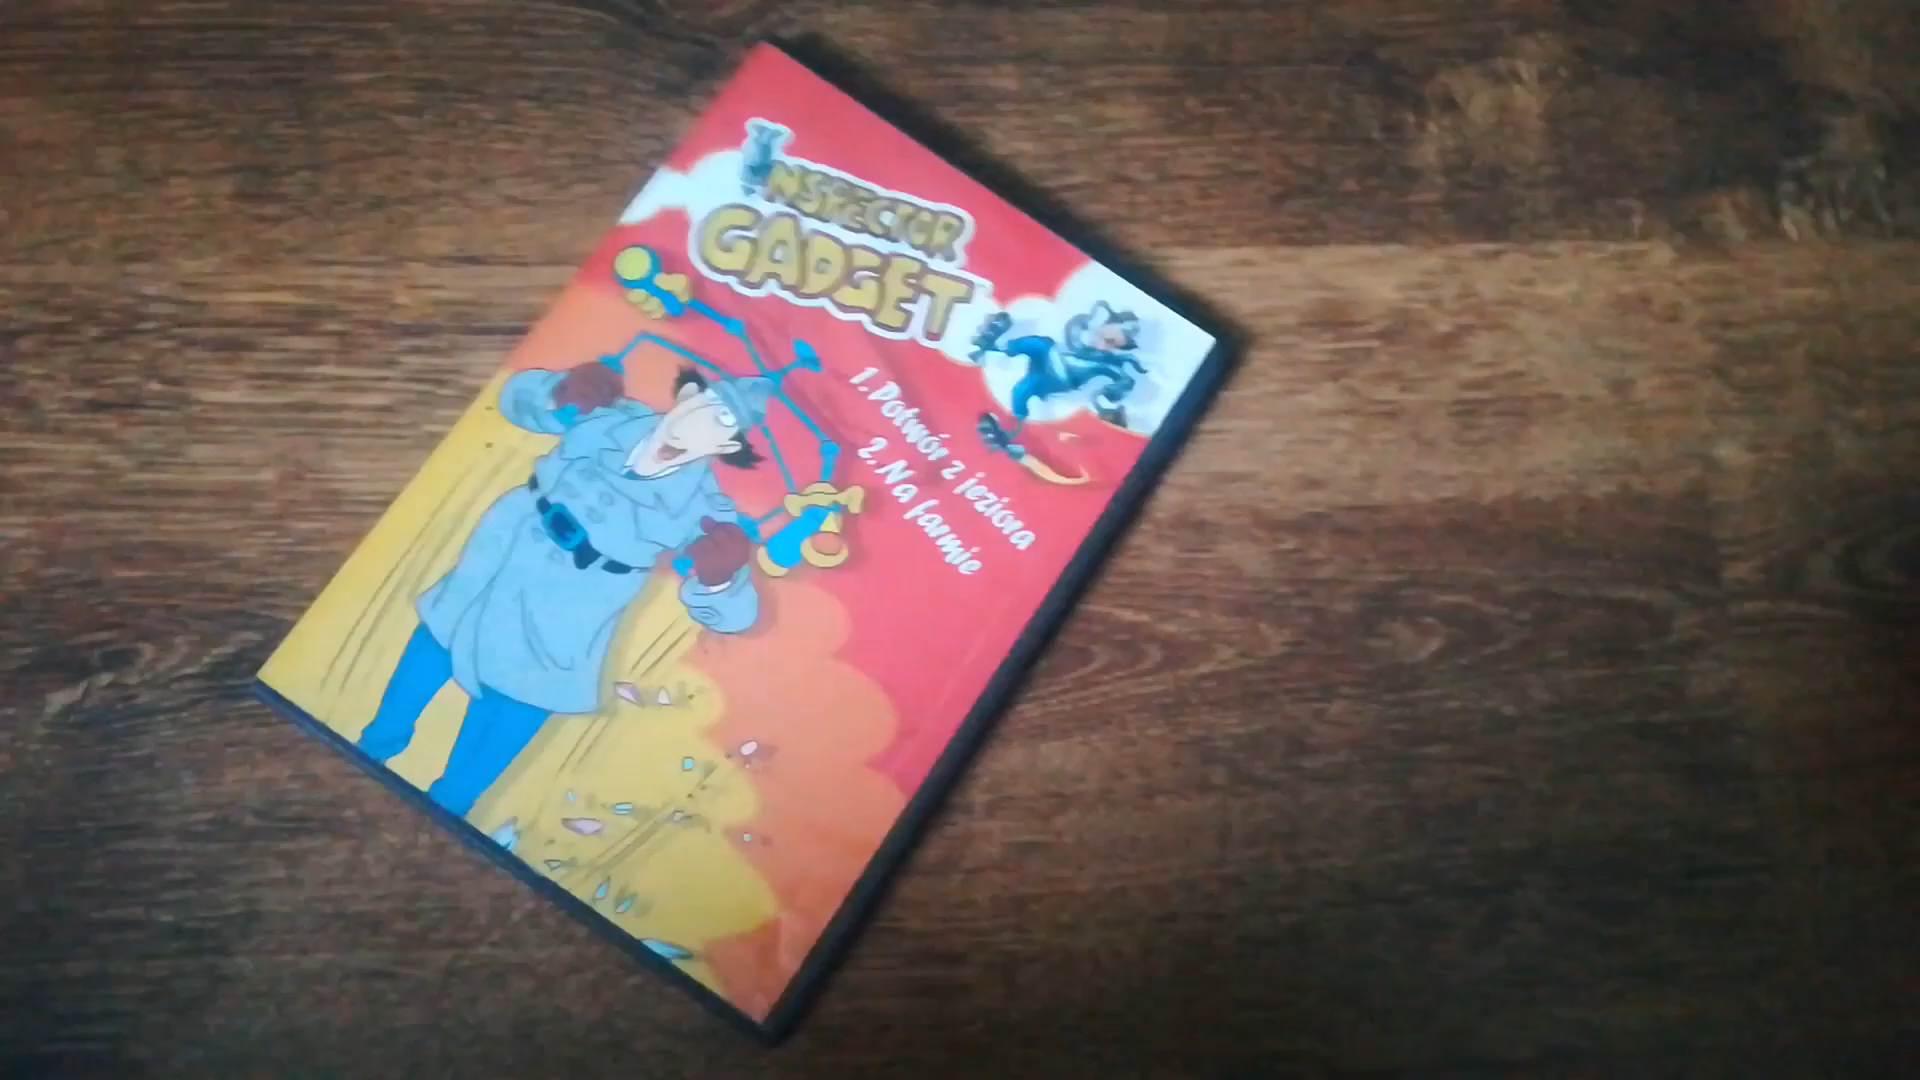 INSPECTOR
GADGET
1. Potwór z jeziora
2. Na farmie